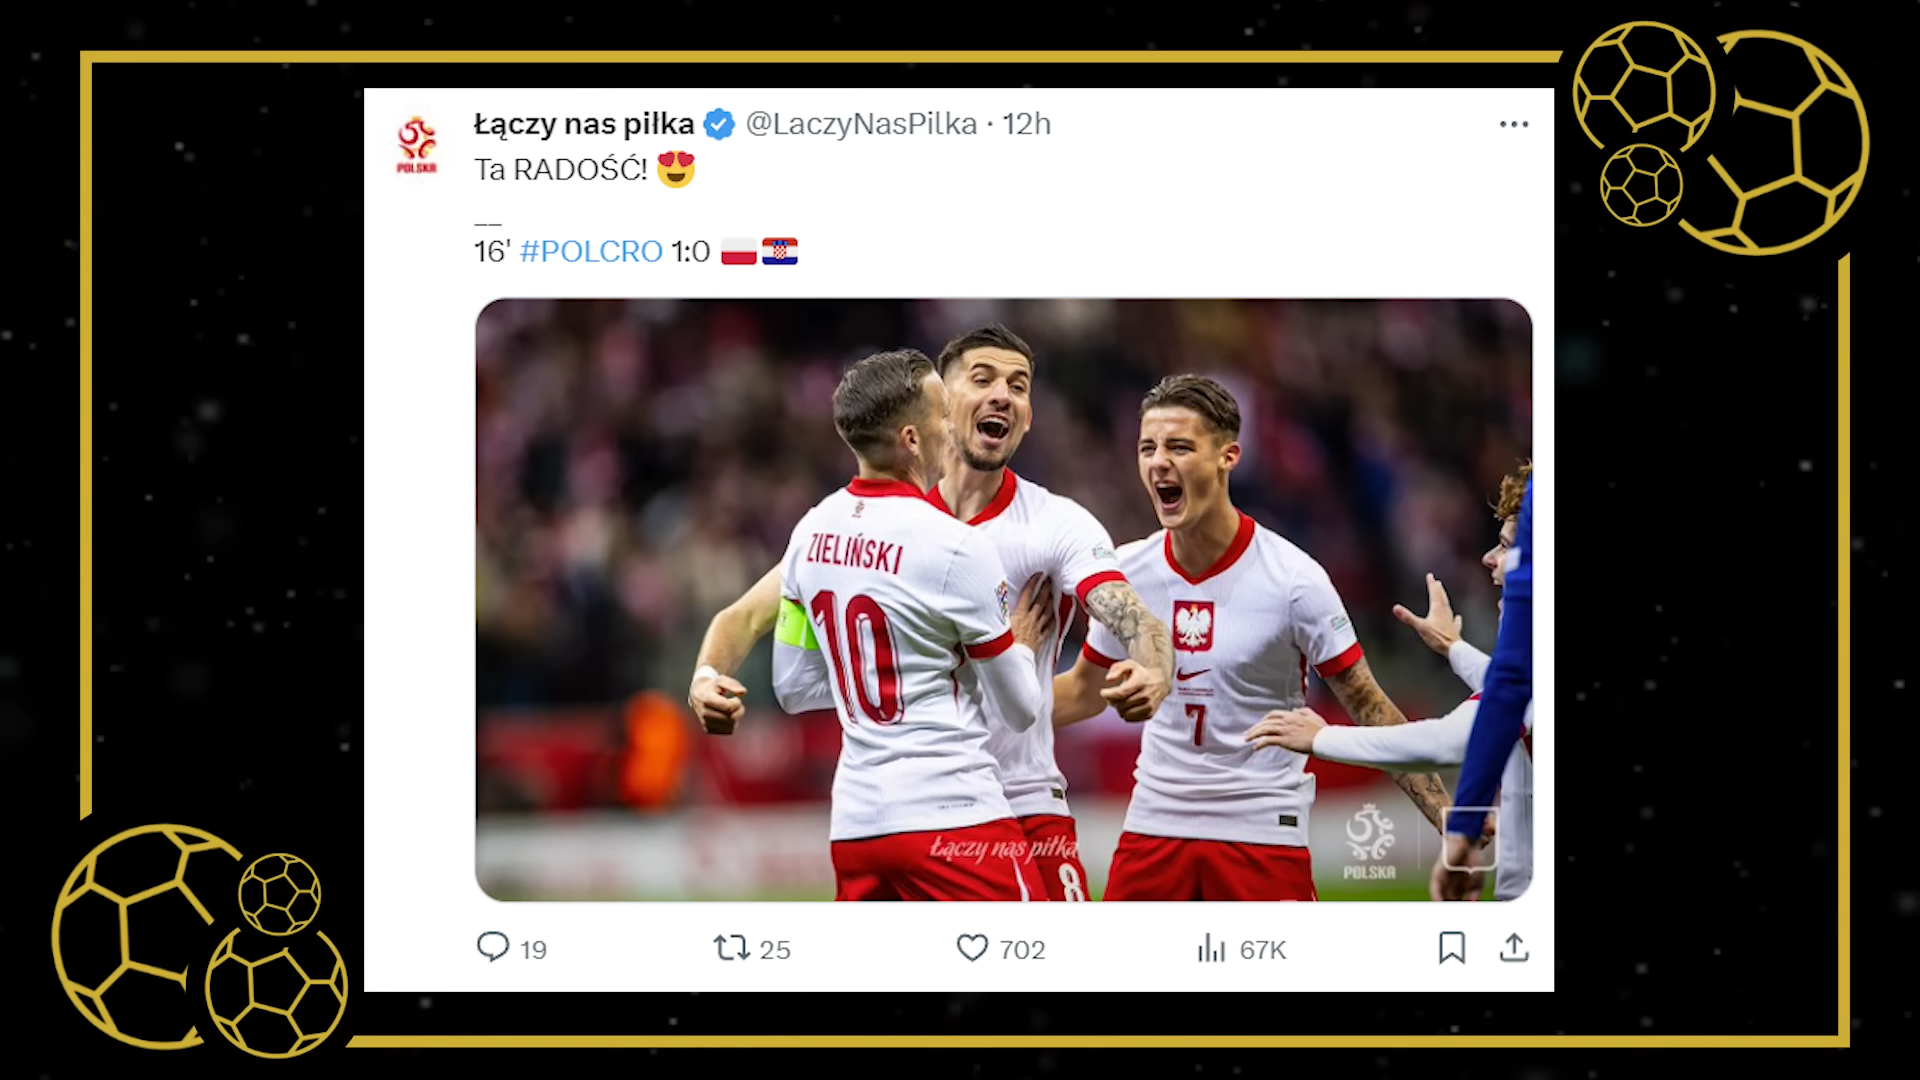 Łączy nas piłka @LaczyNasPilka · 12h
Ta RADOŚĆ! 😍
__
16' #POLCRO 1:0 🇵🇱🇭🇷
POLSKA
ZIELIŃSKI
10
7
8
Łączy nas piłka
POLSKA
19 25 702 67K